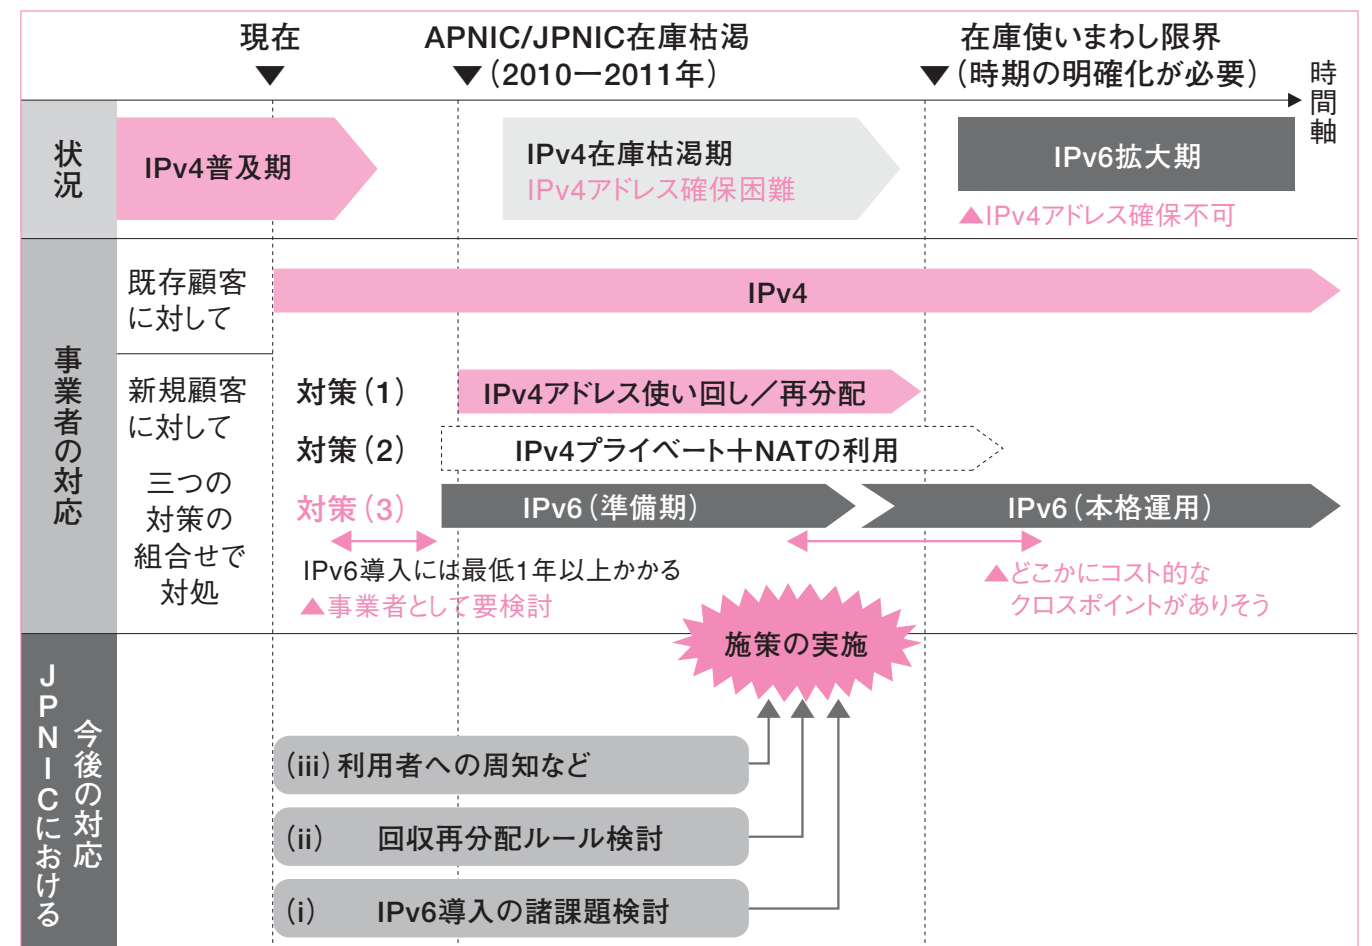 現在
▼
APNIC/JPNIC在庫枯渇
▼(2010ー2011年)
在庫使いまわし限界
▼(時期の明確化が必要)
時間軸
状況
IPv4普及期
IPv4在庫枯渇期
IPv4アドレス確保困難
IPv6拡大期
▲IPv4アドレス確保不可
事業者の対応
既存顧客
に対して
IPv4
新規顧客
に対して
三つの
対策の
組合せで
対処
対策(1)
IPv4アドレス使い回し/再分配
対策(2)
IPv4プライベート+NATの利用
対策(3)
IPv6(準備期)
IPv6(本格運用)
IPv6導入には最低1年以上かかる
▲事業者として要検討
▲どこかにコスト的な
クロスポイントがありそう
JPNICにおける
今後の対応
施策の実施
(iii)利用者への周知など
(ii) 回収再分配ルール検討
(i) IPv6導入の諸課題検討